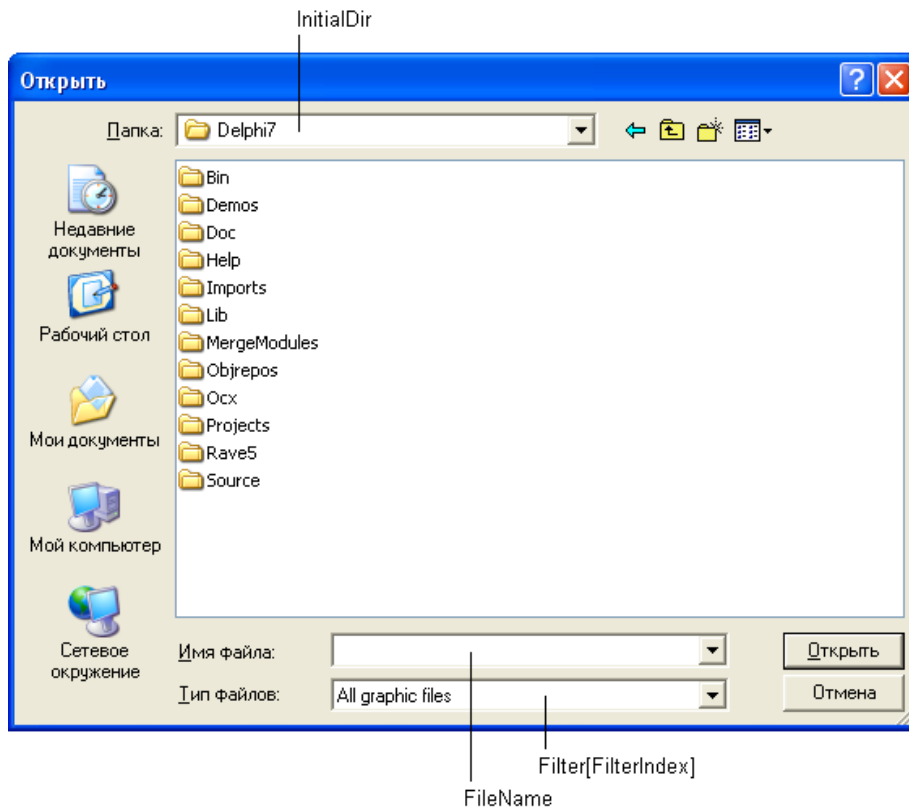 InitialDir
Открыть
Папка:
Delphi7
Недавние
документы
Рабочий стол
Мои документы
Мой компьютер
Сетевое
окружение
Bin
Demos
Doc
Help
Imports
Lib
MergeModules
Objrepos
Ocx
Projects
Rave5
Source
Имя файла:
Открыть
Тип файлов:
All graphic files
Отмена
Filter[FilterIndex]
FileName